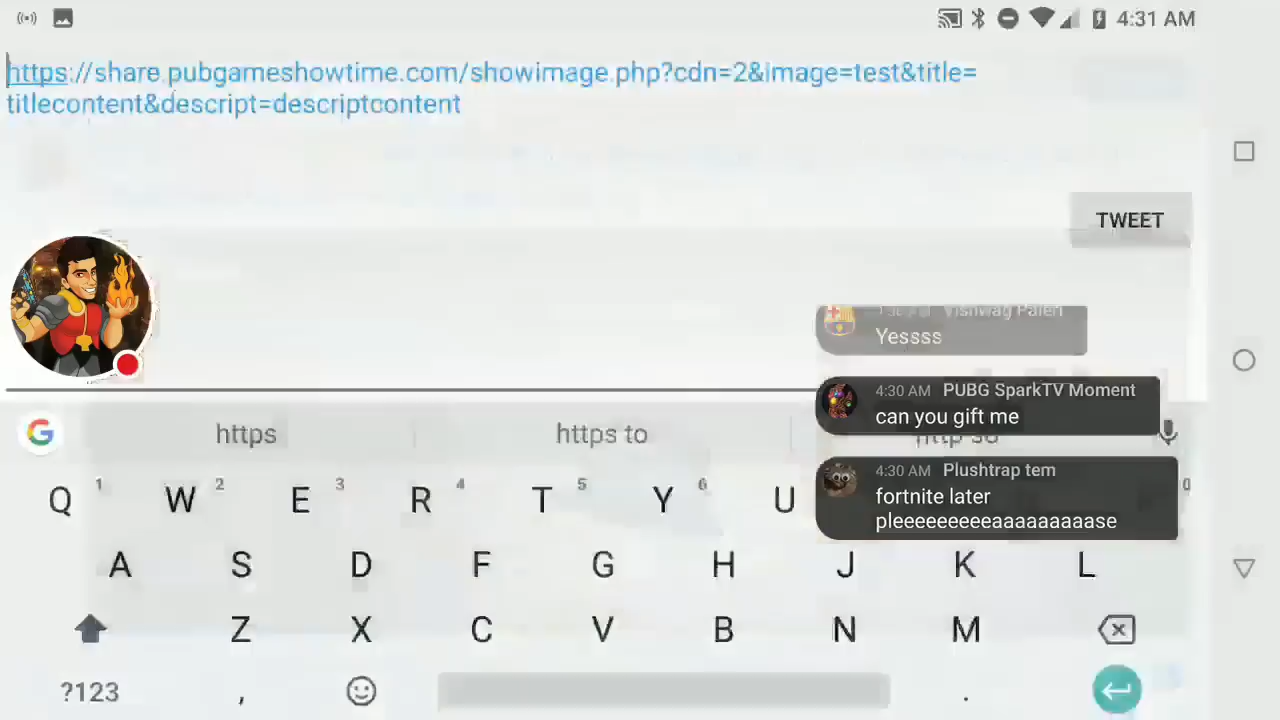 4:31 AM
https://share.pubgameshowtime.com/showimage.php?cdn=2&image=test&title=
titlecontent&descript=descriptcontent
TWEET
Yessss
4:30 AM PUBG SparkTV Moment
can you gift me
G https https to
4:30 AM Plushtrap tem
fortnite later
pleeeeeeeeeaaaaaaaaase
1 2 3 4 5 6 0
Q W E R T Y U
A S D F G H J K L
Z X C V B N M
?123 , .